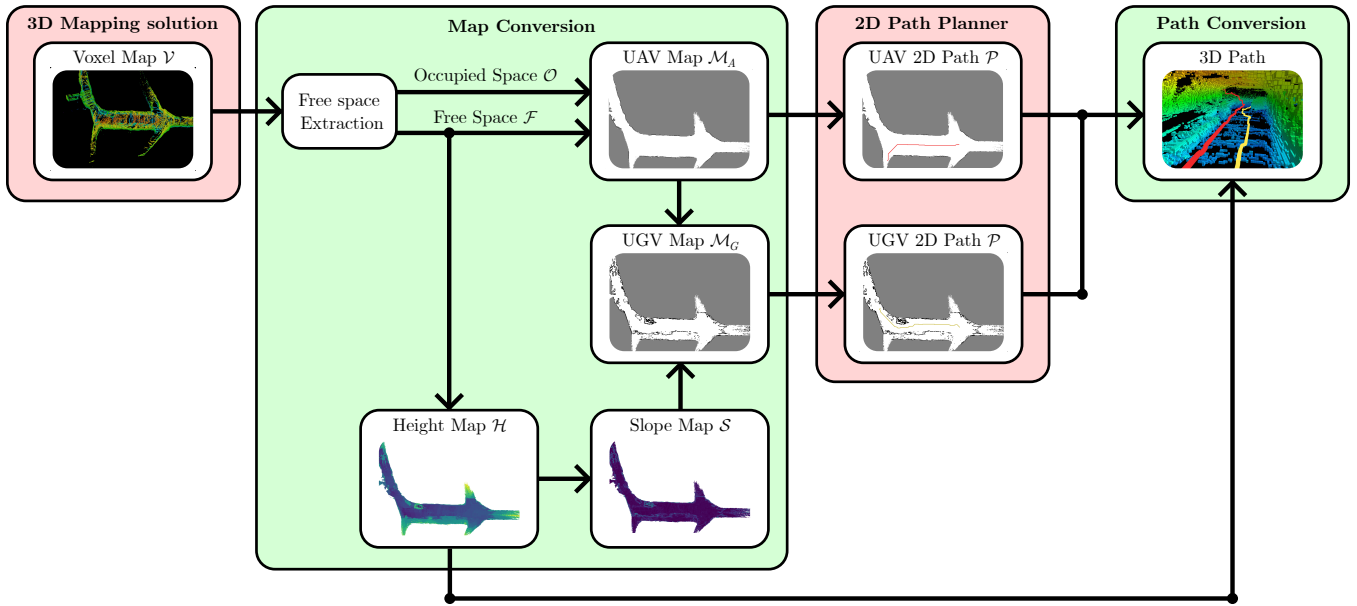 3D Mapping solution
Voxel Map 𝒱
Map Conversion
Free space
Extraction
Occupied Space 𝒪
Free Space ℱ
UAV Map ℳ_A
UGV Map ℳ_G
Height Map ℋ
Slope Map 𝒮
2D Path Planner
UAV 2D Path 𝒫
UGV 2D Path 𝒫
Path Conversion
3D Path